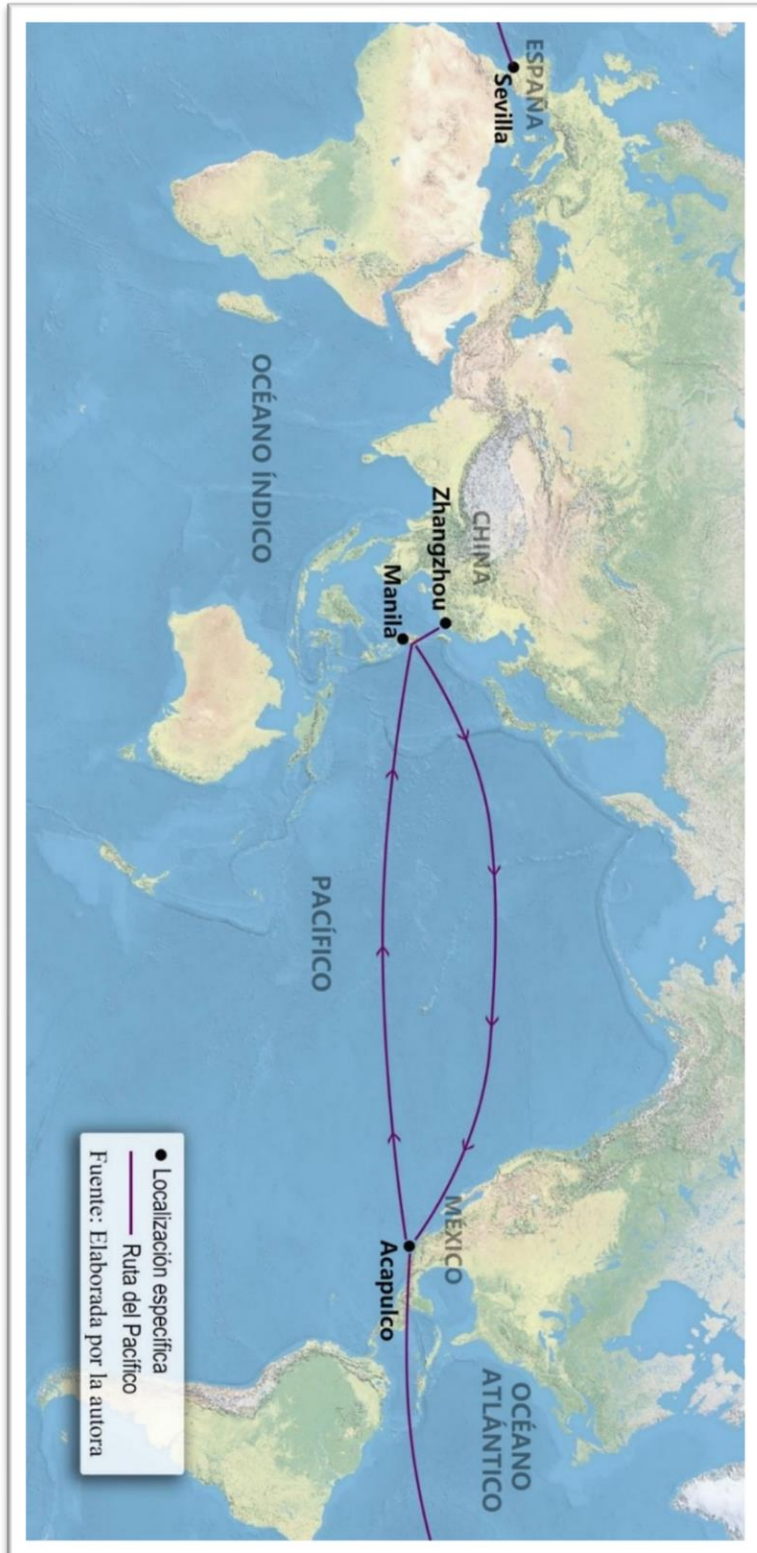 ESPAÑA
Sevilla
CHINA
Zhangzhou
Manila
OCÉANO ÍNDICO
PACÍFICO
MÉXICO
Acapulco
OCÉANO
ATLÁNTICO
Localización específica
Ruta del Pacífico
Fuente: Elaborada por la autora